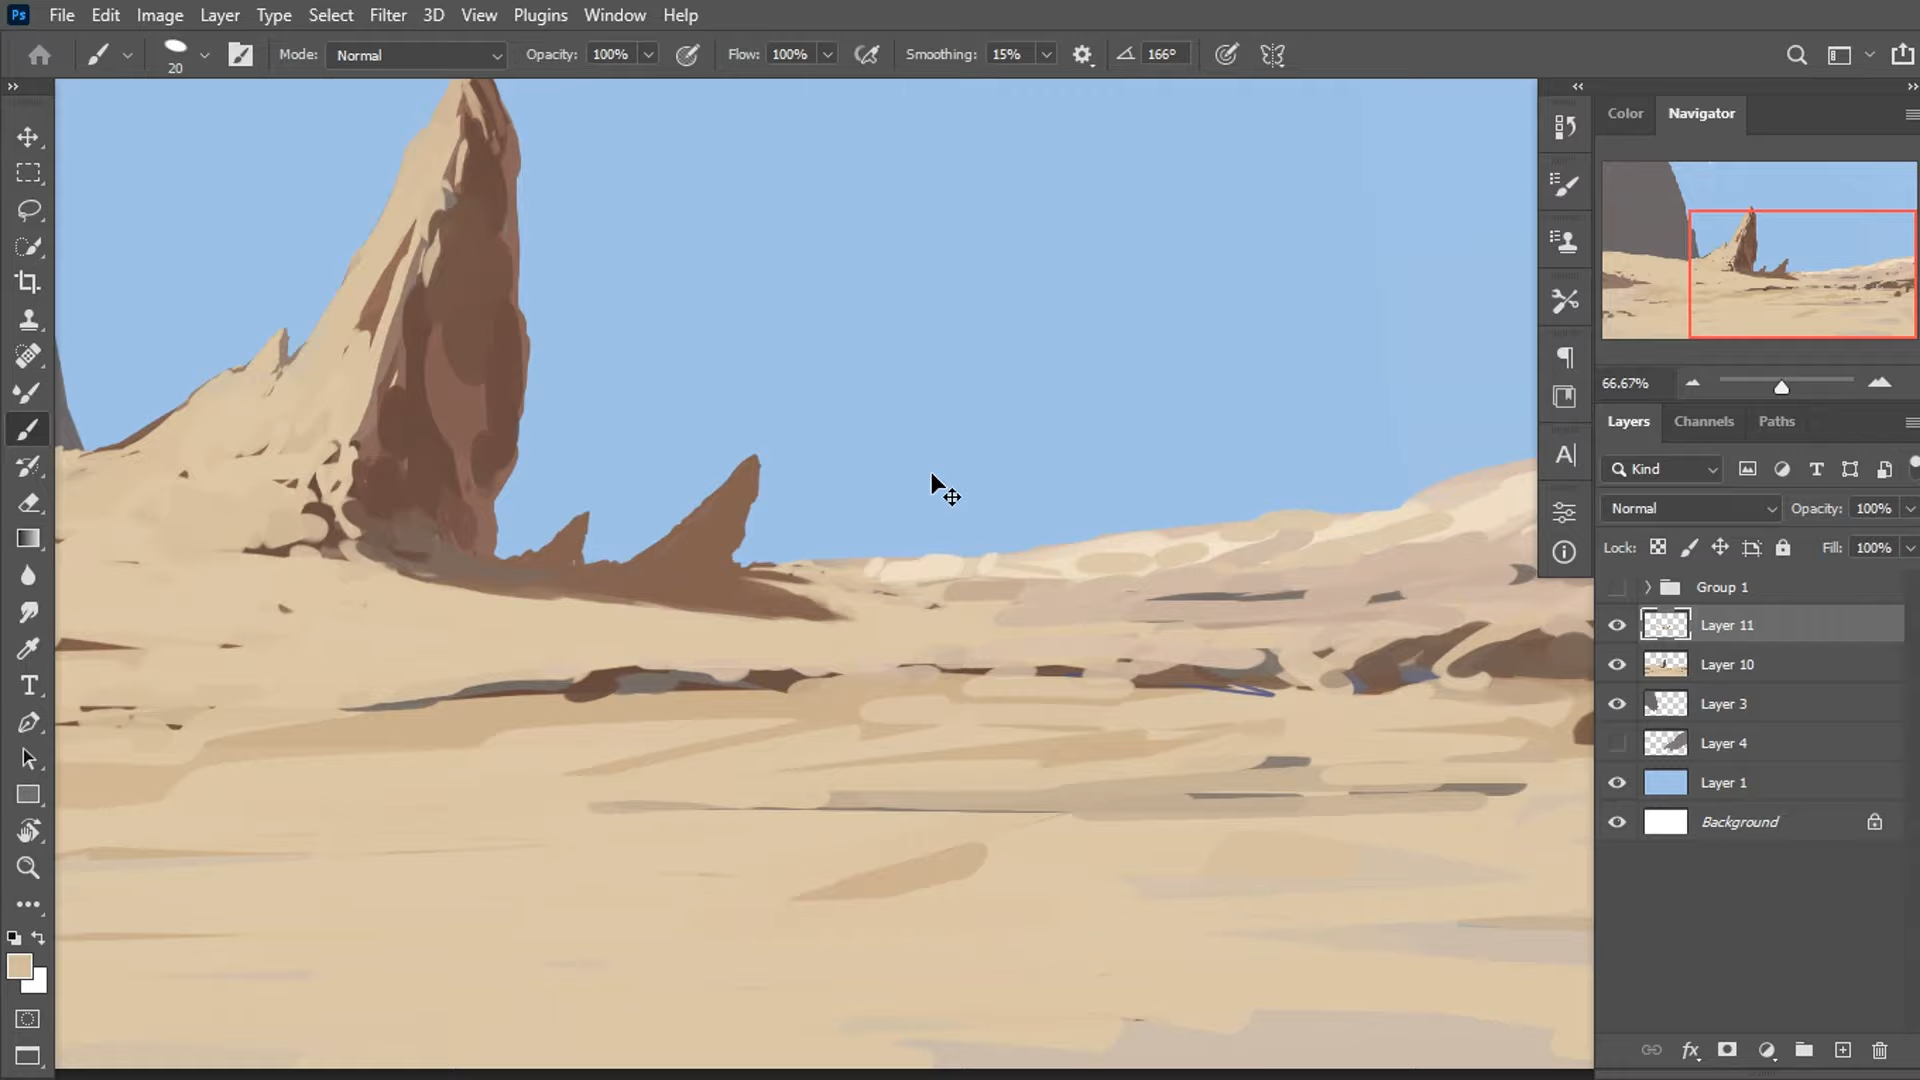 Ps File Edit Image Layer Type Select Filter 3D View Plugins Window Help
20 Mode: Normal Opacity: 100% Flow: 100% Smoothing: 15% 166°
Color Navigator
66.67%
Layers Channels Paths
Kind
Normal Opacity: 100%
Lock: Fill: 100%
Group 1
Layer 11
Layer 10
Layer 3
Layer 4
Layer 1
Background
fx